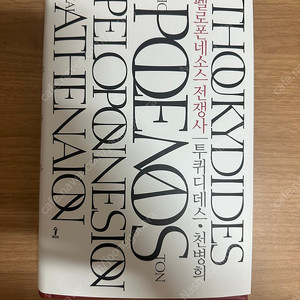 THOUKYDIDES
펠로폰네소스 전쟁사 | 투퀴디데스 · 천병희
POLEMOS TON
PELOPONNESION
ATHENAION